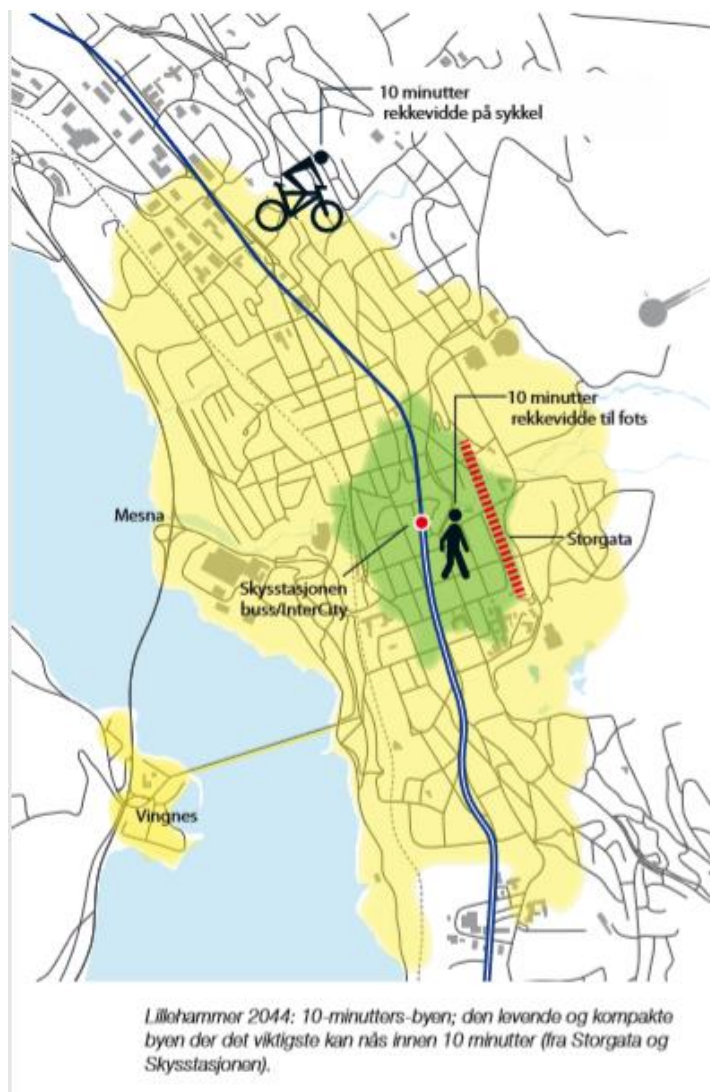 10 minutter
rekkevidde på sykkel
10 minutter
rekkevidde til fots
Mesna
Storgata
Skysstasjonen
buss/InterCity
Vingnes
Lillehammer 2044: 10-minutters-byen; den levende og kompakte
byen der det viktigste kan nås innen 10 minutter (fra Storgata og
Skysstasjonen).